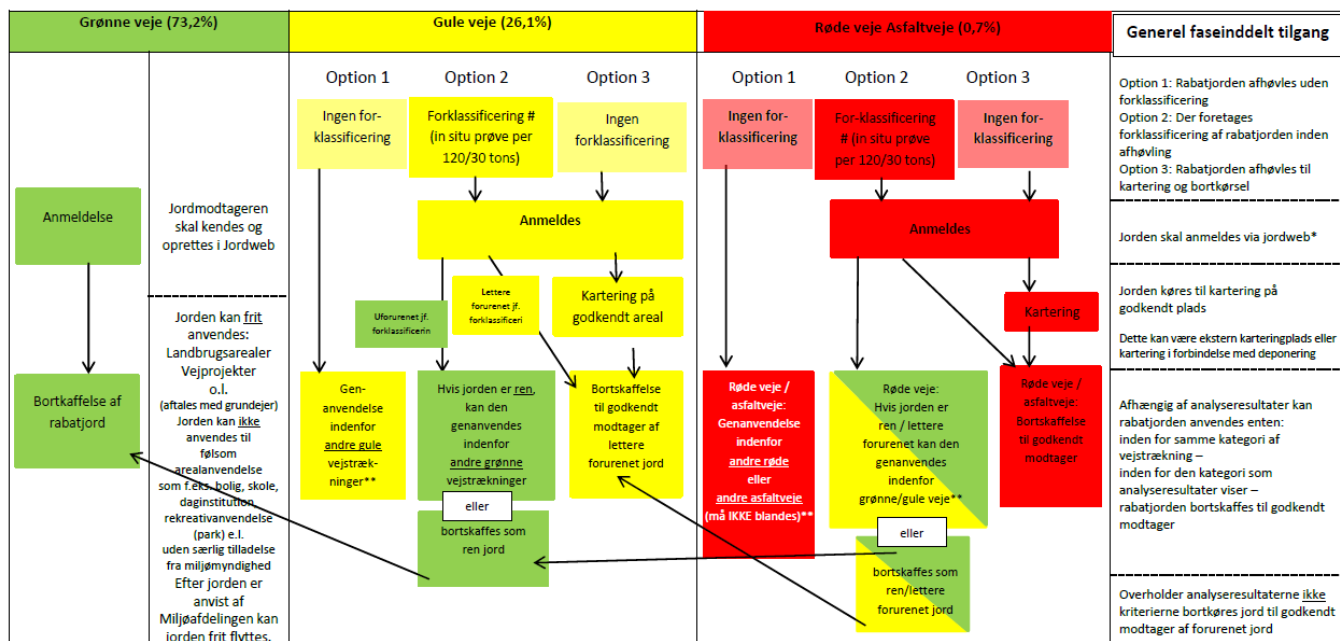 Grønne veje (73,2%)
Gule veje (26,1%)
Røde veje Asfaltveje (0,7%)
Generel faseinddelt tilgang
Anmeldelse
Bortkaffelse af
rabatjord
Jordmodtageren
skal kendes og
oprettes i Jordweb
Jorden kan frit
anvendes:
Landbrugsarealer
Vejprojekter
o.l.
(aftales med grundejer)
Jorden kan ikke
anvendes til
følsom
arealanvendelse
som f.eks. bolig, skole,
daginstitution,
rekreativanvendelse
(park) e.l.
uden særlig tilladelse
fra miljømyndighed
Efter jorden er
anvist af
Miljøafdelingen kan
jorden frit flyttes.
Option 1
Option 2
Option 3
Ingen for-
klassificering
Forklassificering #
(in situ prøve per
120/30 tons)
Ingen
forklassificering
Anmeldes
Uforurenet jf.
forklassificerin
Lettere
forurenet jf.
forklassificeri
Kartering på
godkendt areal
Gen-
anvendelse
indenfor
andre gule
vejstræk-
ninger**
Hvis jorden er ren,
kan den
genanvendes
indenfor
andre grønne
vejstrækninger
eller
bortskaffes som
ren jord
Bortskaffelse
til godkendt
modtager af
lettere
forurenet jord
Option 1
Option 2
Option 3
Ingen for-
klassificering
For-klassificering
# (in situ prøve
per 120/30 tons)
Ingen for-
klassificering
Anmeldes
Kartering
Røde veje /
asfaltveje:
Genanvendelse
indenfor
andre røde
eller
andre asfaltveje
(må IKKE blandes)**
Røde veje:
Hvis jorden er
ren / lettere
forurenet kan den
genanvendes
indenfor
grønne/gule veje**
eller
bortskaffes som
ren/lettere
forurenet jord
Røde veje /
asfaltveje:
Bortskaffelse
til godkendt
modtager
Option 1: Rabatjorden afhøvles uden
forklassificering
Option 2: Der foretages
forklassificering af rabatjorden inden
afhøvling
Option 3: Rabatjorden afhøvles til
kartering og bortkørsel
Jorden skal anmeldes via jordweb*
Jorden køres til kartering på
godkendt plads
Dette kan være ekstern karteringplads eller
kartering i forbindelse med deponering
Afhængig af analyseresultater kan
rabatjorden anvendes enten:
inden for samme kategori af
vejstrækning –
inden for den kategori som
analyseresultater viser –
rabatjorden bortskaffes til godkendt
modtager
Overholder analyseresultaterne ikke
kriterierne bortkøres jord til godkendt
modtager af forurenet jord